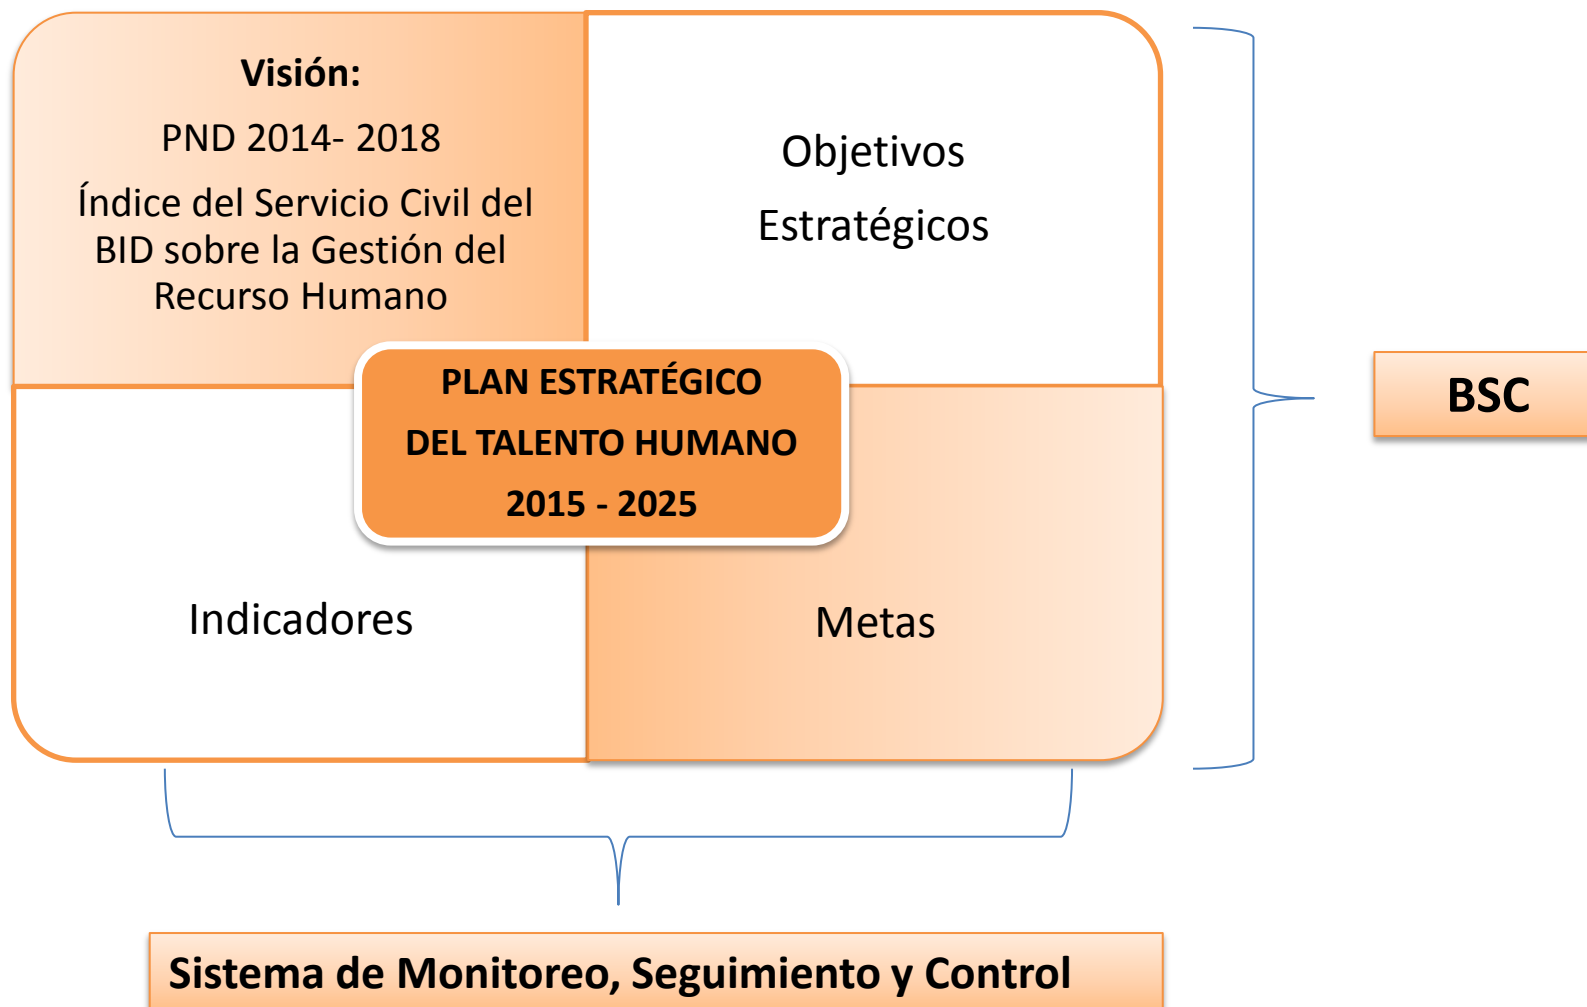 Visión:
PND 2014- 2018
Índice del Servicio Civil del
BID sobre la Gestión del
Recurso Humano
Objetivos
Estratégicos
PLAN ESTRATÉGICO
DEL TALENTO HUMANO
2015 - 2025
BSC
Indicadores
Metas
Sistema de Monitoreo, Seguimiento y Control